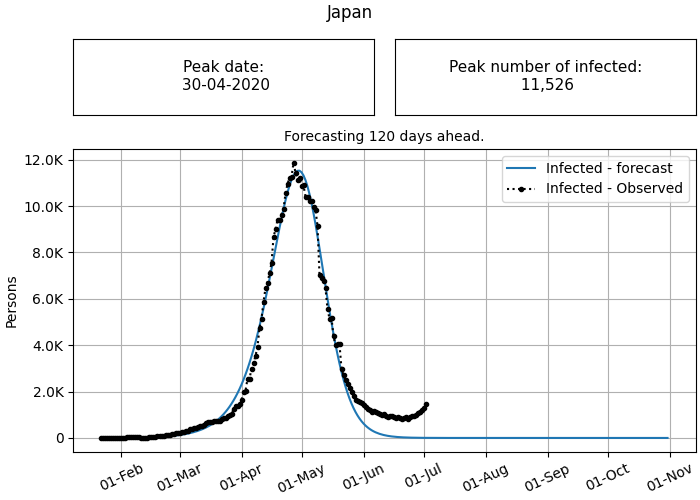 Japan
Peak date:
30-04-2020
Peak number of infected:
11,526
Forecasting 120 days ahead.
Infected - forecast
Infected - Observed
Persons
12.0K
10.0K
8.0K
6.0K
4.0K
2.0K
0
01-Feb
01-Mar
01-Apr
01-May
01-Jun
01-Jul
01-Aug
01-Sep
01-Oct
01-Nov